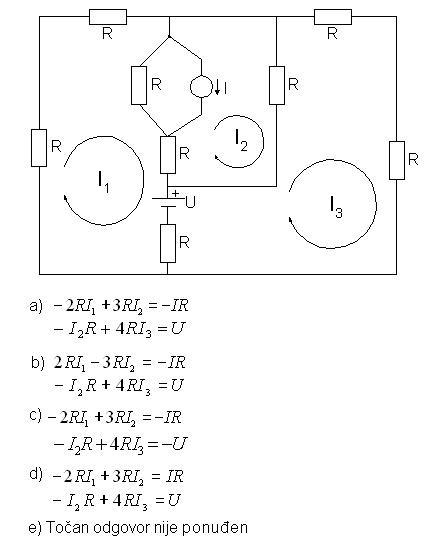 R R
R I R
R
R I₂ R
I₁ + U I₃
R
a) −2RI₁ +3RI₂ = −IR
− I₂R + 4RI₃ = U
b) 2RI₁ − 3RI₂ = −IR
− I₂R + 4RI₃ = U
c) −2RI₁ +3RI₂ = −IR
− I₂R + 4RI₃ = −U
d) −2RI₁ +3RI₂ = IR
− I₂R + 4RI₃ = U
e) Točan odgovor nije ponuđen